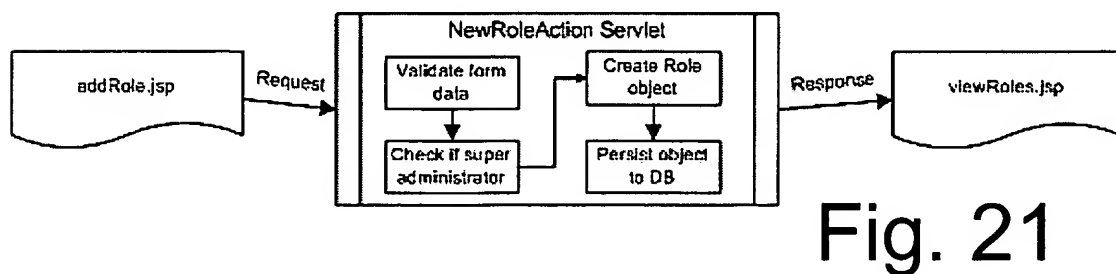 NewRoleAction Servlet
addRole.jsp
Request
Validate form
data
Check if super
administrator
Create Role
object
Persist object
to DB
Response
viewRoles.jsp
Fig. 21